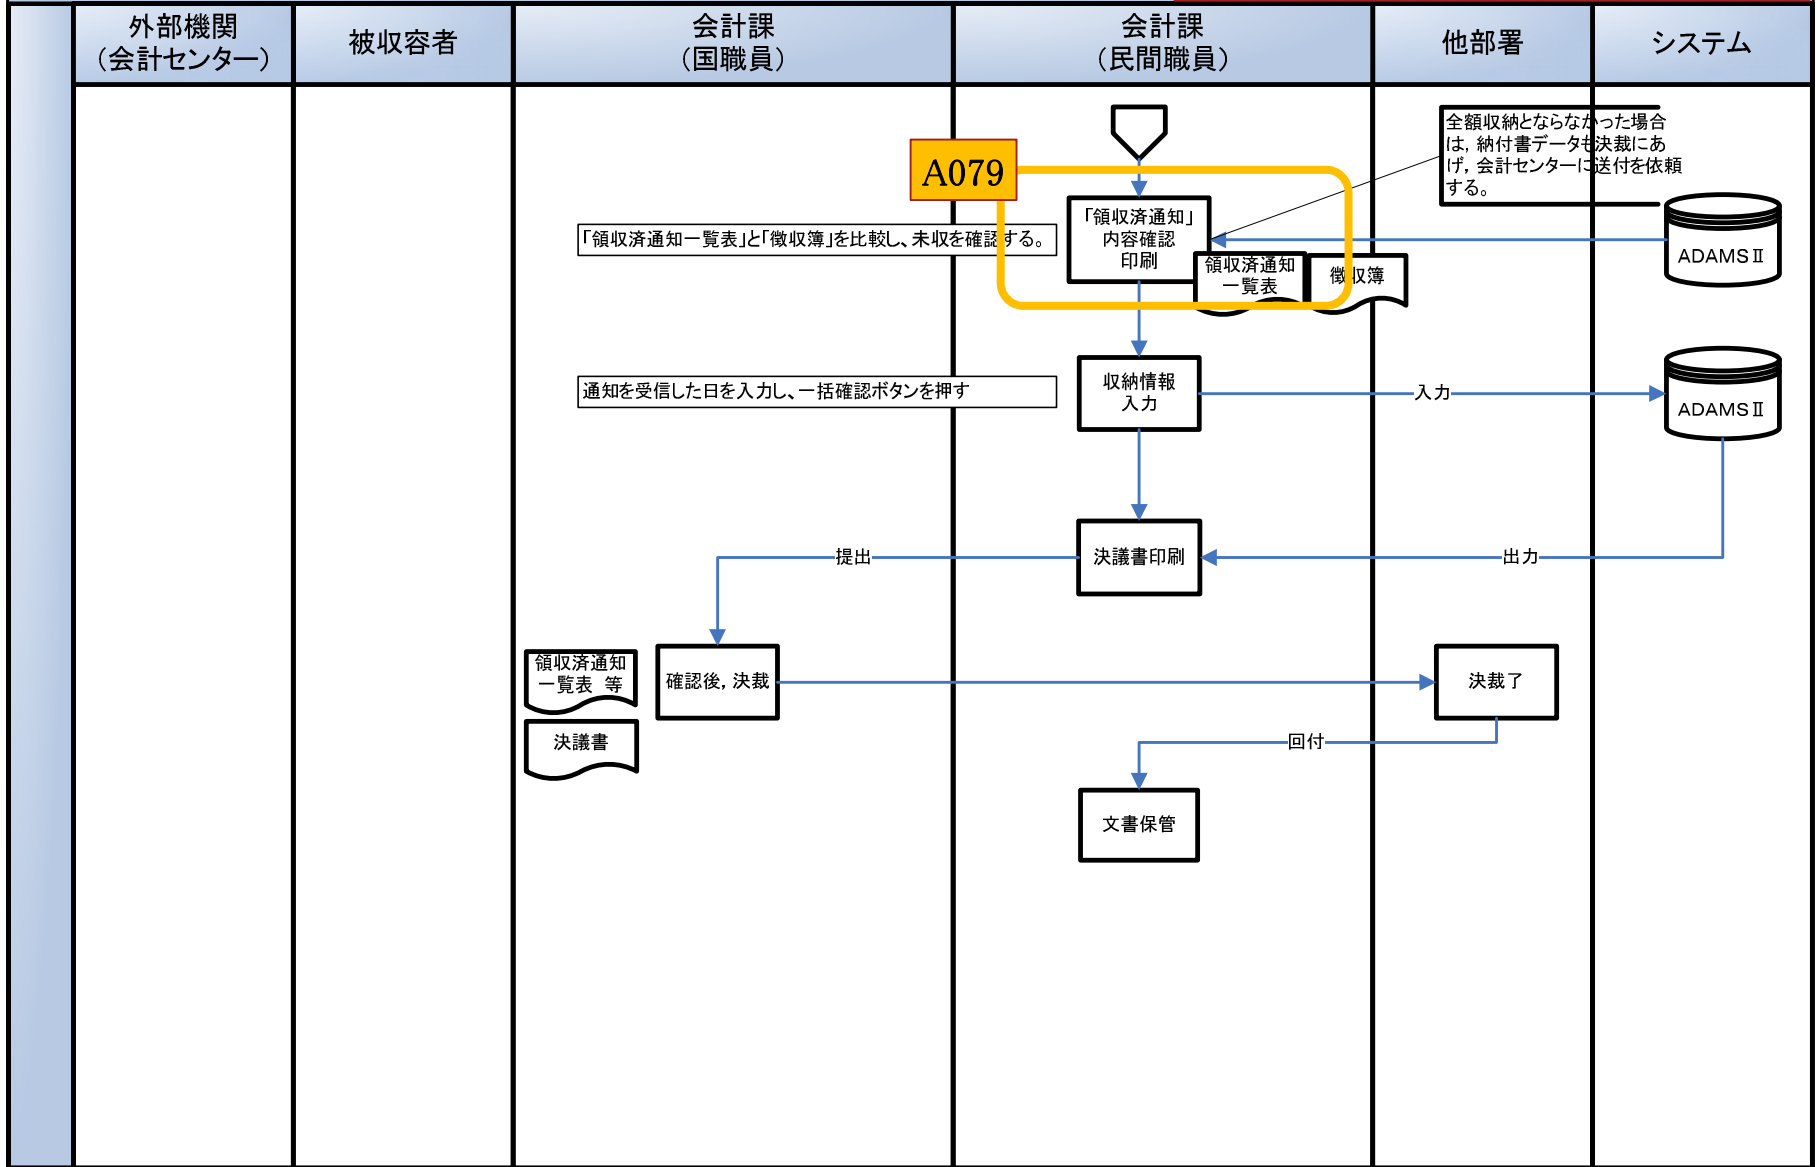 外部機関
（会計センター）
被収容者
会計課
（国職員）
会計課
（民間職員）
他部署
システム
全額収納とならなかった場合
は，納付書データも決裁にあ
げ，会計センターに送付を依頼
する。
A079
「領収済通知」
内容確認
印刷
「領収済通知一覧表」と「徴収簿」を比較し、未収を確認する。
ADAMSⅡ
領収済通知
一覧表
徴収簿
通知を受信した日を入力し、一括確認ボタンを押す
収納情報
入力
入力
ADAMSⅡ
提出
決議書印刷
出力
領収済通知
一覧表　等
確認後，決裁
決裁了
決議書
回付
文書保管